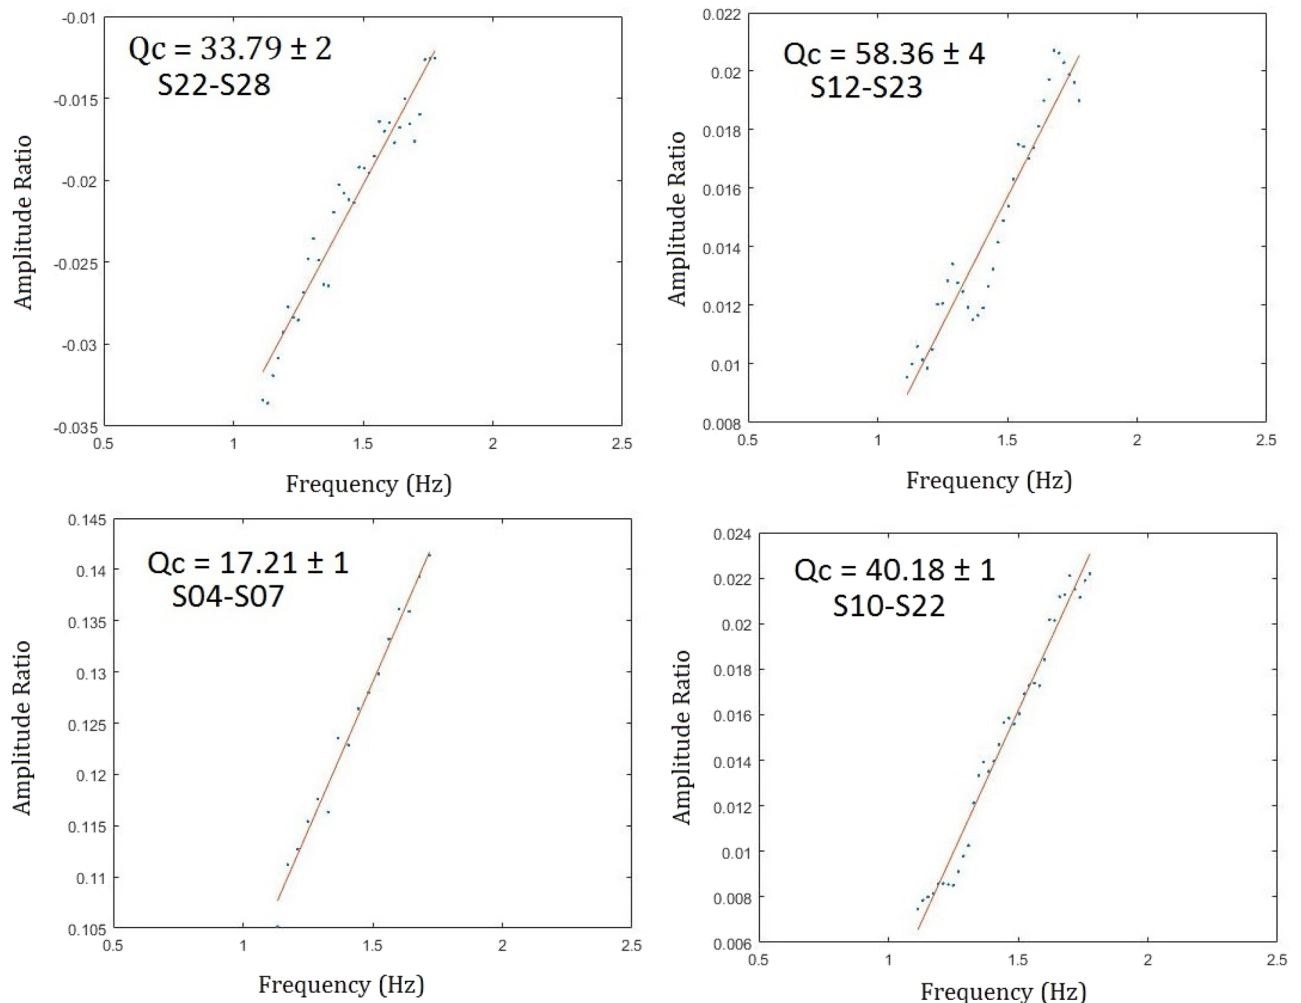 -0.01
Qc = 33.79 ± 2
S22-S28
-0.015
-0.02
-0.025
-0.03
-0.035
0.5 1 1.5 2 2.5
Amplitude Ratio
Frequency (Hz)
0.022
Qc = 58.36 ± 4
S12-S23
0.02
0.018
0.016
0.014
0.012
0.01
0.008
0.5 1 1.5 2 2.5
Amplitude Ratio
Frequency (Hz)
0.145
Qc = 17.21 ± 1
S04-S07
0.14
0.135
0.13
0.125
0.12
0.115
0.11
0.105
0.5 1 1.5 2 2.5
Amplitude Ratio
Frequency (Hz)
0.024
Qc = 40.18 ± 1
S10-S22
0.022
0.02
0.018
0.016
0.014
0.012
0.01
0.008
0.006
0.5 1 1.5 2 2.5
Amplitude Ratio
Frequency (Hz)